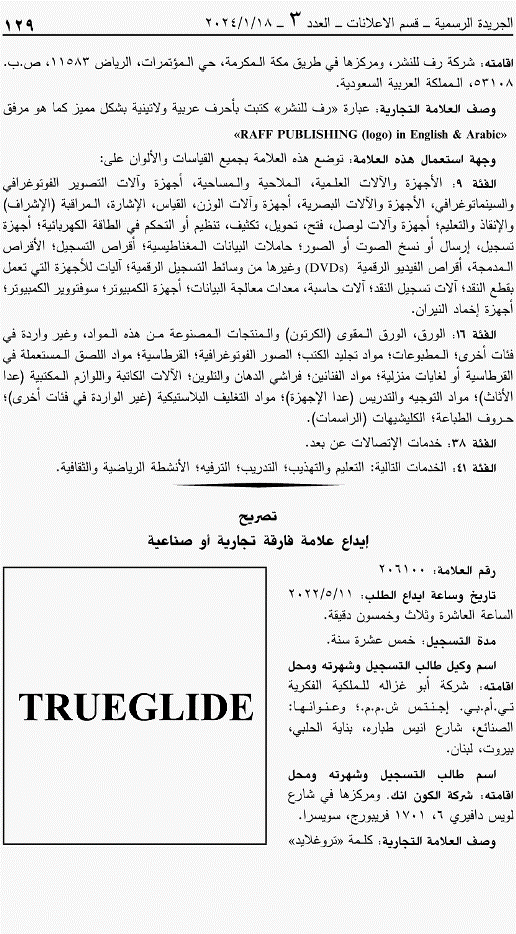 الجريدة الرسمية ــ قسم الاعلانات ــ العدد ٣ ــ ٢٠٢٤/١/١٨
١٢٩
اقامته: شركة رف للنشر، ومركزها في طريق مكة المكرمة، حي المؤتمرات، الرياض ١١٥٨٣، ص.ب.
٥٣١٠٨، المملكة العربية السعودية.
وصف العلامة التجارية: عبارة «رف للنشر» كتبت بأحرف عربية ولاتينية بشكل مميز كما هو مرفق
«RAFF PUBLISHING (logo) in English & Arabic»
وجهة استعمال هذه العلامة: توضع هذه العلامة بجميع القياسات والألوان على:
الفئة ٩: الأجهزة والآلات العلمية، الملاحية والمساحية، أجهزة وآلات التصوير الفوتوغرافي
والسينماتوغرافي، الأجهزة والآلات البصرية، أجهزة وآلات الوزن، القياس، الإشارة، المراقبة (الإشراف)
والإنقاذ والتعليم؛ أجهزة وآلات لوصل، فتح، تحويل، تكثيف، تنظيم أو التحكم في الطاقة الكهربائية؛ أجهزة
تسجيل، إرسال أو نسخ الصوت أو الصور؛ حاملات البيانات المغناطيسية؛ أقراص التسجيل؛ الأقراص
المدمجة، أقراص الفيديو الرقمية (DVDs) وغيرها من وسائط التسجيل الرقمية؛ آليات للأجهزة التي تعمل
بقطع النقد؛ آلات تسجيل النقد؛ آلات حاسبة، معدات معالجة البيانات؛ أجهزة الكمبيوتر؛ سوفتووير الكمبيوتر؛
أجهزة إخماد النيران.
الفئة ١٦: الورق، الورق المقوى (الكرتون) والمنتجات المصنوعة من هذه المواد، وغير واردة في
فئات أخرى؛ المطبوعات؛ مواد تجليد الكتب؛ الصور الفوتوغرافية؛ القرطاسية؛ مواد اللصق المستعملة في
القرطاسية أو لغايات منزلية؛ مواد الفنانين؛ فراشي الدهان والتلوين؛ الآلات الكاتبة واللوازم المكتبية (عدا
الأثاث)؛ مواد التوجيه والتدريس (عدا الإجهزة)؛ مواد التغليف البلاستيكية (غير الواردة في فئات أخرى)؛
حروف الطباعة؛ الكليشيهات (الراسمات).
الفئة ٣٨: خدمات الإتصالات عن بعد.
الفئة ٤١: الخدمات التالية: التعليم والتهذيب؛ التدريب؛ الترفيه؛ الأنشطة الرياضية والثقافية.
تصريح
إيداع علامة فارقة تجارية أو صناعية
رقم العلامة: ٢٠٦١٠٠
تاريخ وساعة ايداع الطلب: ٢٠٢٢/٥/١١
الساعة العاشرة وثلاث وخمسون دقيقة.
مدة التسجيل: خمس عشرة سنة.
اسم وكيل طالب التسجيل وشهرته ومحل
اقامته: شركة أبو غزاله للملكية الفكرية
تي.أم.بي. إجنتس ش.م.م.؛ وعنوانها:
الصنائع، شارع انيس طباره، بناية الحلبي،
بيروت، لبنان.
اسم طالب التسجيل وشهرته ومحل
اقامته: شركة الكون انك. ومركزها في شارع
لويس دافيري ٦، ١٧٠١ فريبورج، سويسرا.
وصف العلامة التجارية: كلمة «تروغلايد»
TRUEGLIDE